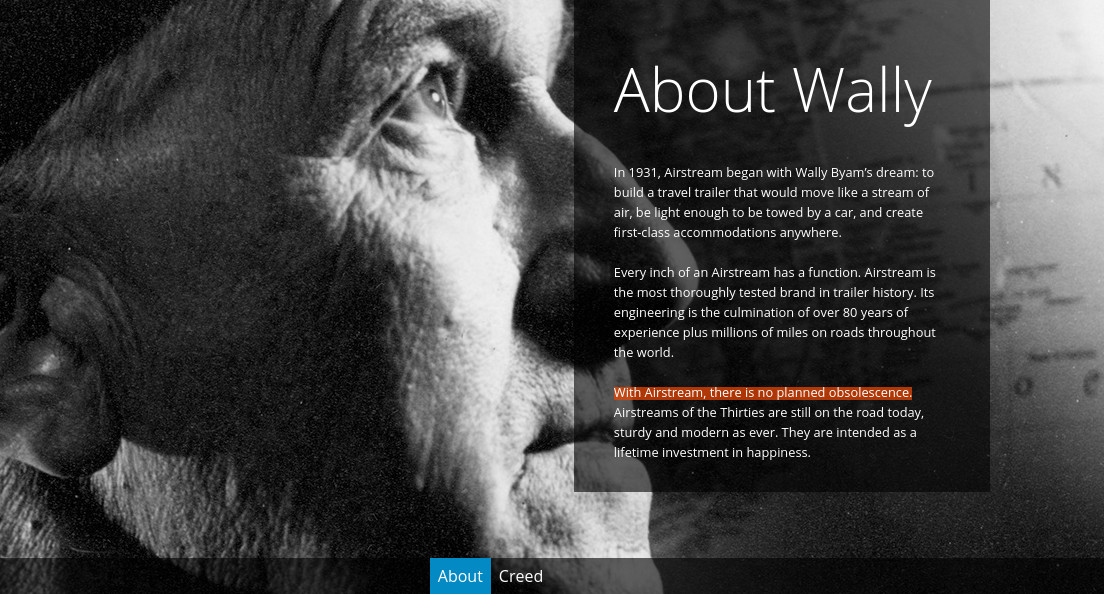 About Wally
In 1931, Airstream began with Wally Byam's dream: to
build a travel trailer that would move like a stream of
air, be light enough to be towed by a car, and create
first-class accommodations anywhere.
Every inch of an Airstream has a function. Airstream is
the most thoroughly tested brand in trailer history. Its
engineering is the culmination of over 80 years of
experience plus millions of miles on roads throughout
the world.
With Airstream, there is no planned obsolescence.
Airstreams of the Thirties are still on the road today,
sturdy and modern as ever. They are intended as a
lifetime investment in happiness.
About Creed